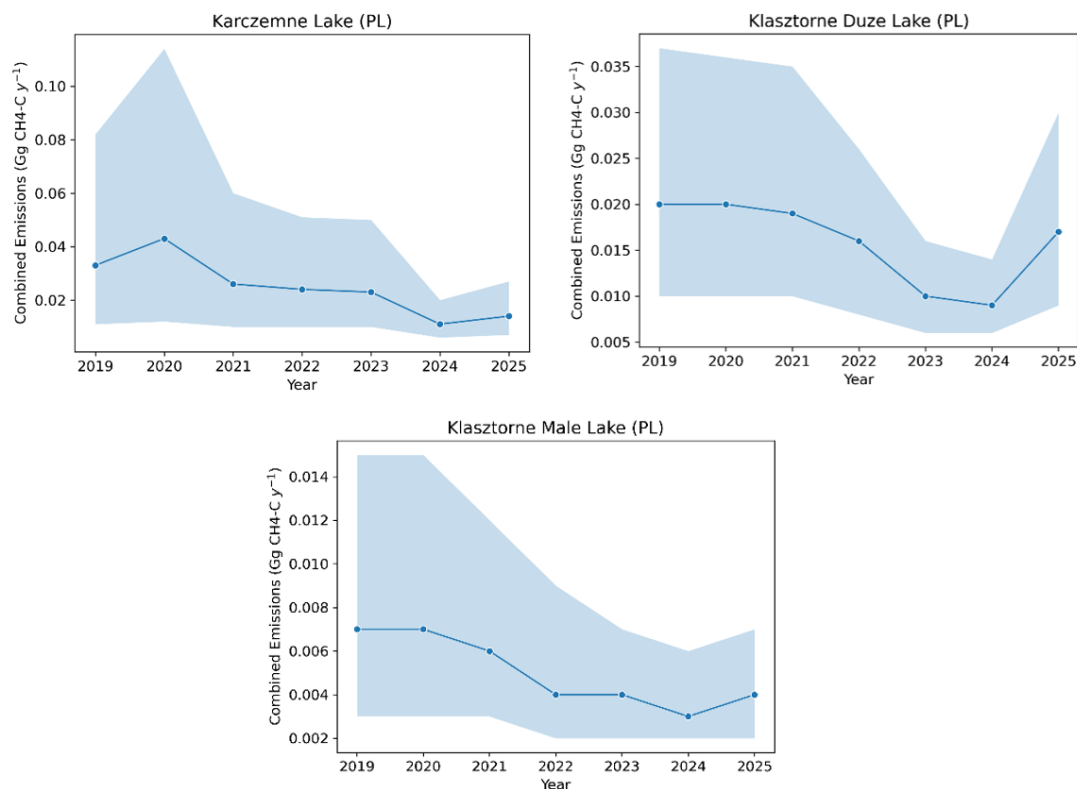 Karczemne Lake (PL)
Combined Emissions (Gg CH4-C y⁻¹)
0.10
0.08
0.06
0.04
0.02
2019 2020 2021 2022 2023 2024 2025
Year
Klasztorne Duze Lake (PL)
Combined Emissions (Gg CH4-C y⁻¹)
0.035
0.030
0.025
0.020
0.015
0.010
0.005
2019 2020 2021 2022 2023 2024 2025
Year
Klasztorne Male Lake (PL)
Combined Emissions (Gg CH4-C y⁻¹)
0.014
0.012
0.010
0.008
0.006
0.004
0.002
2019 2020 2021 2022 2023 2024 2025
Year